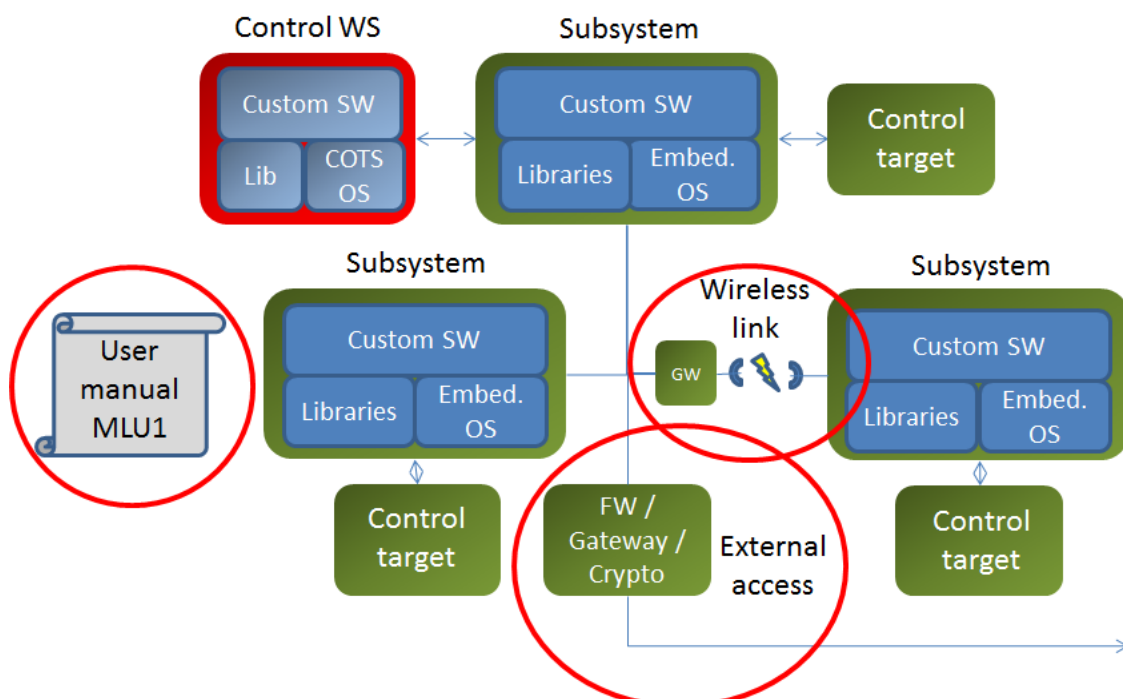 Control WS
Subsystem
Custom SW
Lib
COTS
OS
Custom SW
Libraries
Embed.
OS
Control
target
User
manual
MLU1
Subsystem
Custom SW
Libraries
Embed.
OS
Control
target
Wireless
link
GW
Subsystem
Custom SW
Libraries
Embed.
OS
Control
target
FW /
Gateway /
Crypto
External
access